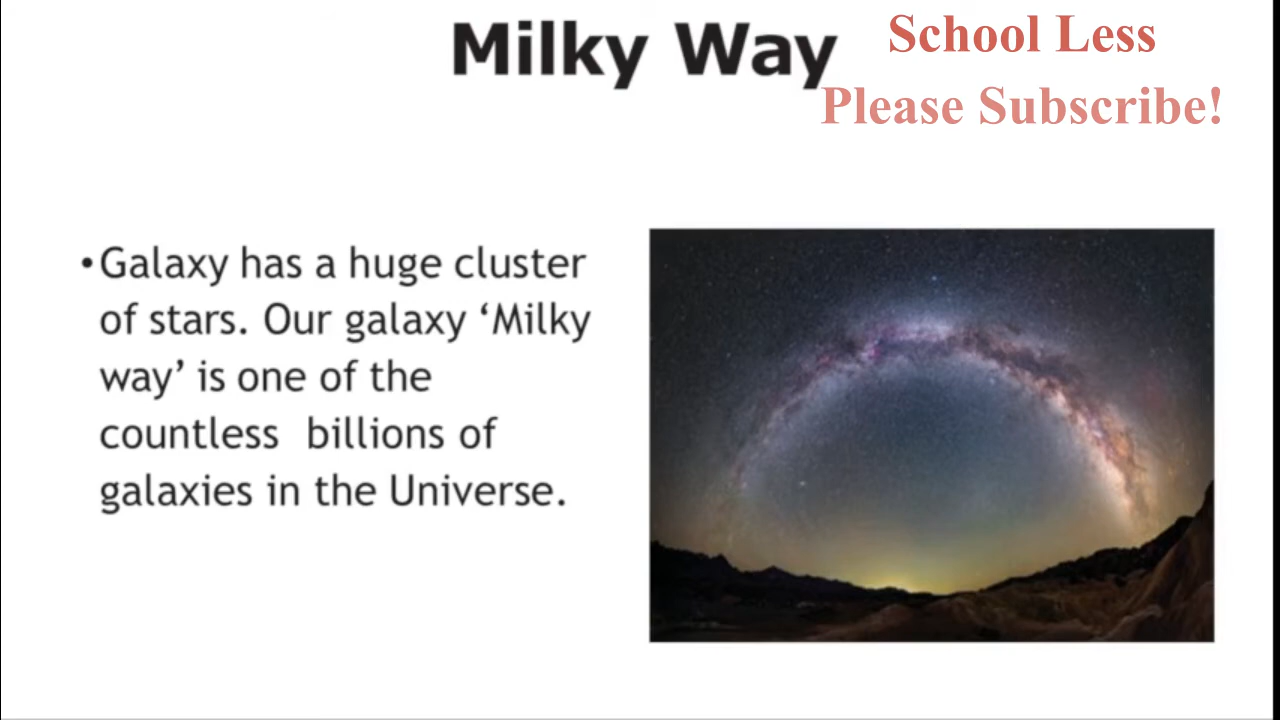 Milky Way
School Less
Please Subscribe!
•Galaxy has a huge cluster
of stars. Our galaxy ‘Milky
way’ is one of the
countless  billions of
galaxies in the Universe.